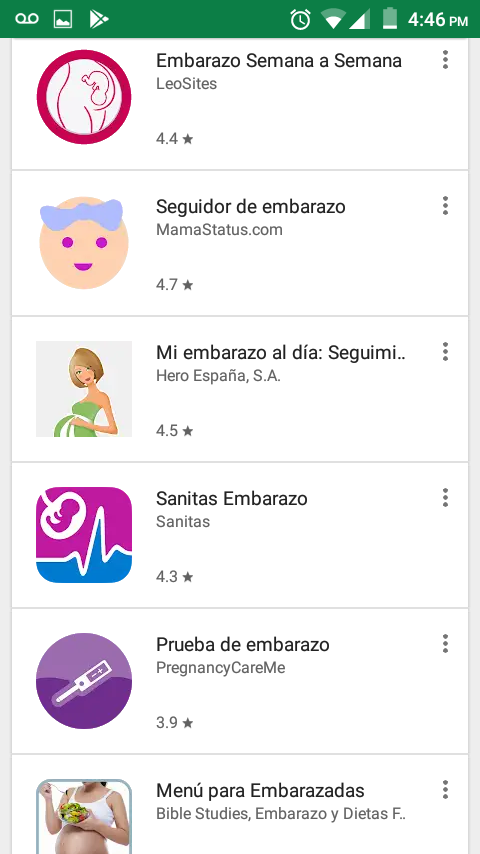 4:46 PM
Embarazo Semana a Semana
LeoSites
4.4 ★
Seguidor de embarazo
MamaStatus.com
4.7 ★
Mi embarazo al día: Seguimi..
Hero España, S.A.
4.5 ★
Sanitas Embarazo
Sanitas
4.3 ★
Prueba de embarazo
PregnancyCareMe
3.9 ★
Menú para Embarazadas
Bible Studies, Embarazo y Dietas F..